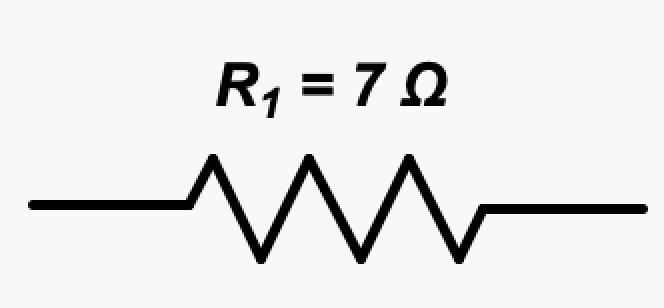 R₁ = 7 Ω